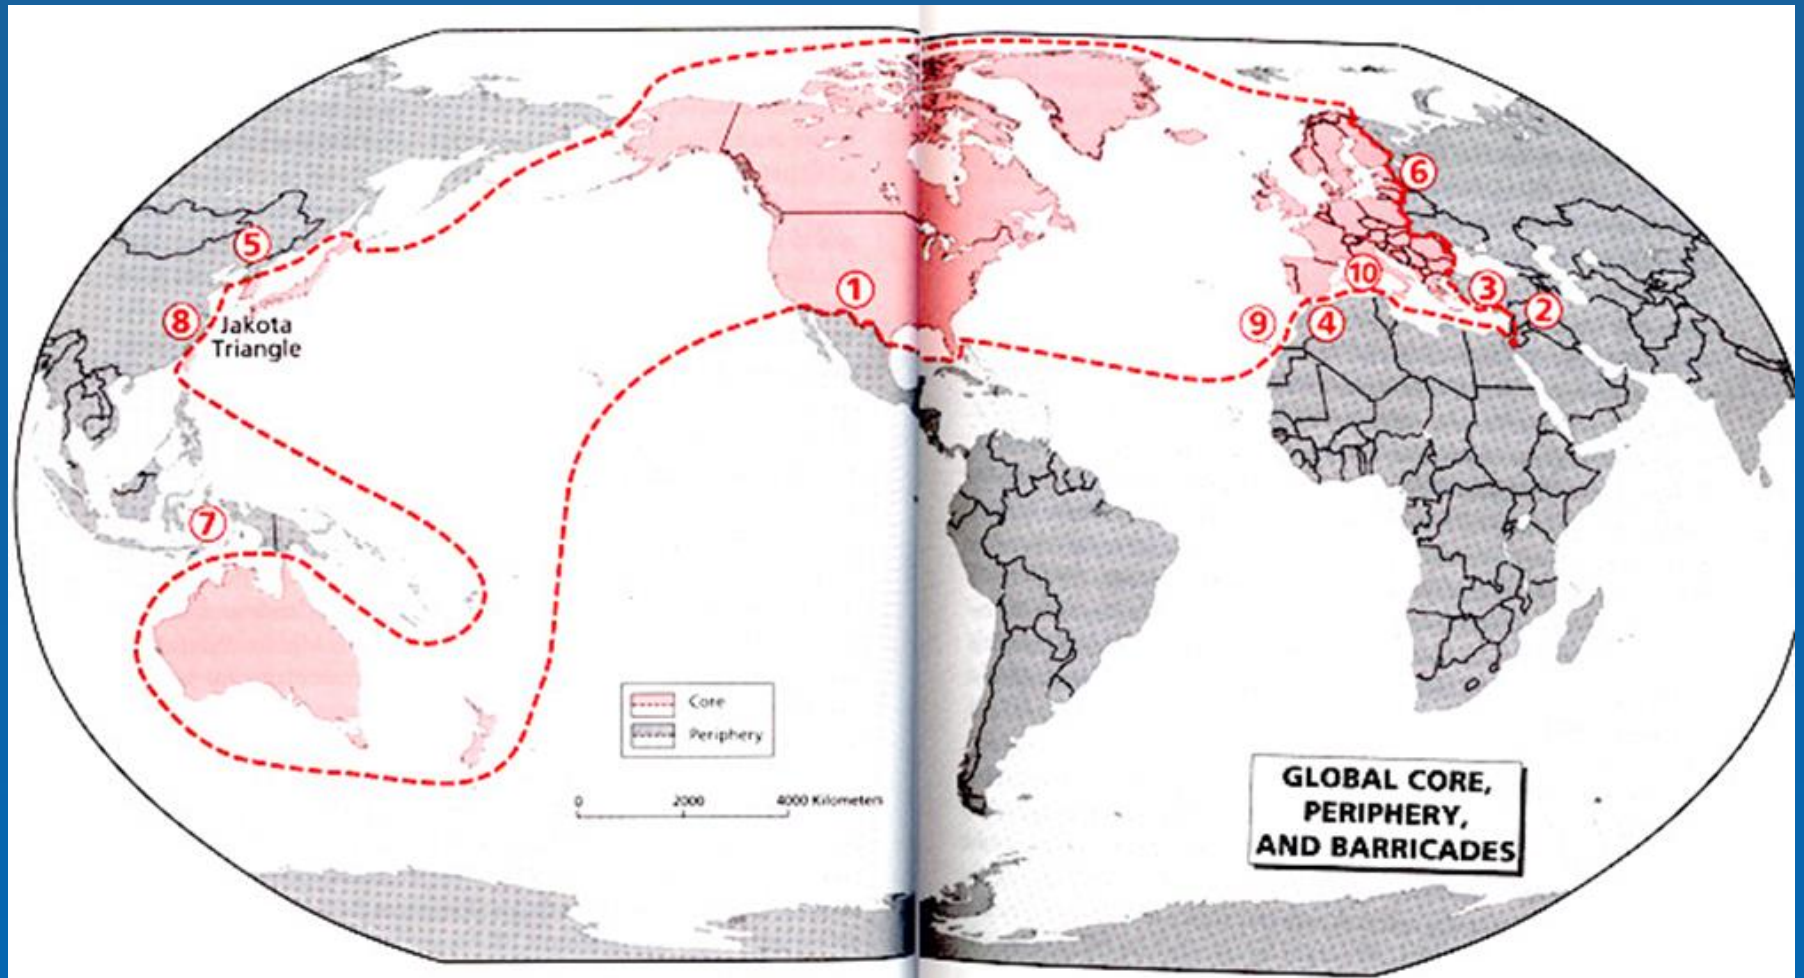 6
5
10
1
3
2
8
Jakota
Triangle
9
4
7
Core
Periphery
0 2000 4000 Kilometers
GLOBAL CORE,
PERIPHERY,
AND BARRICADES